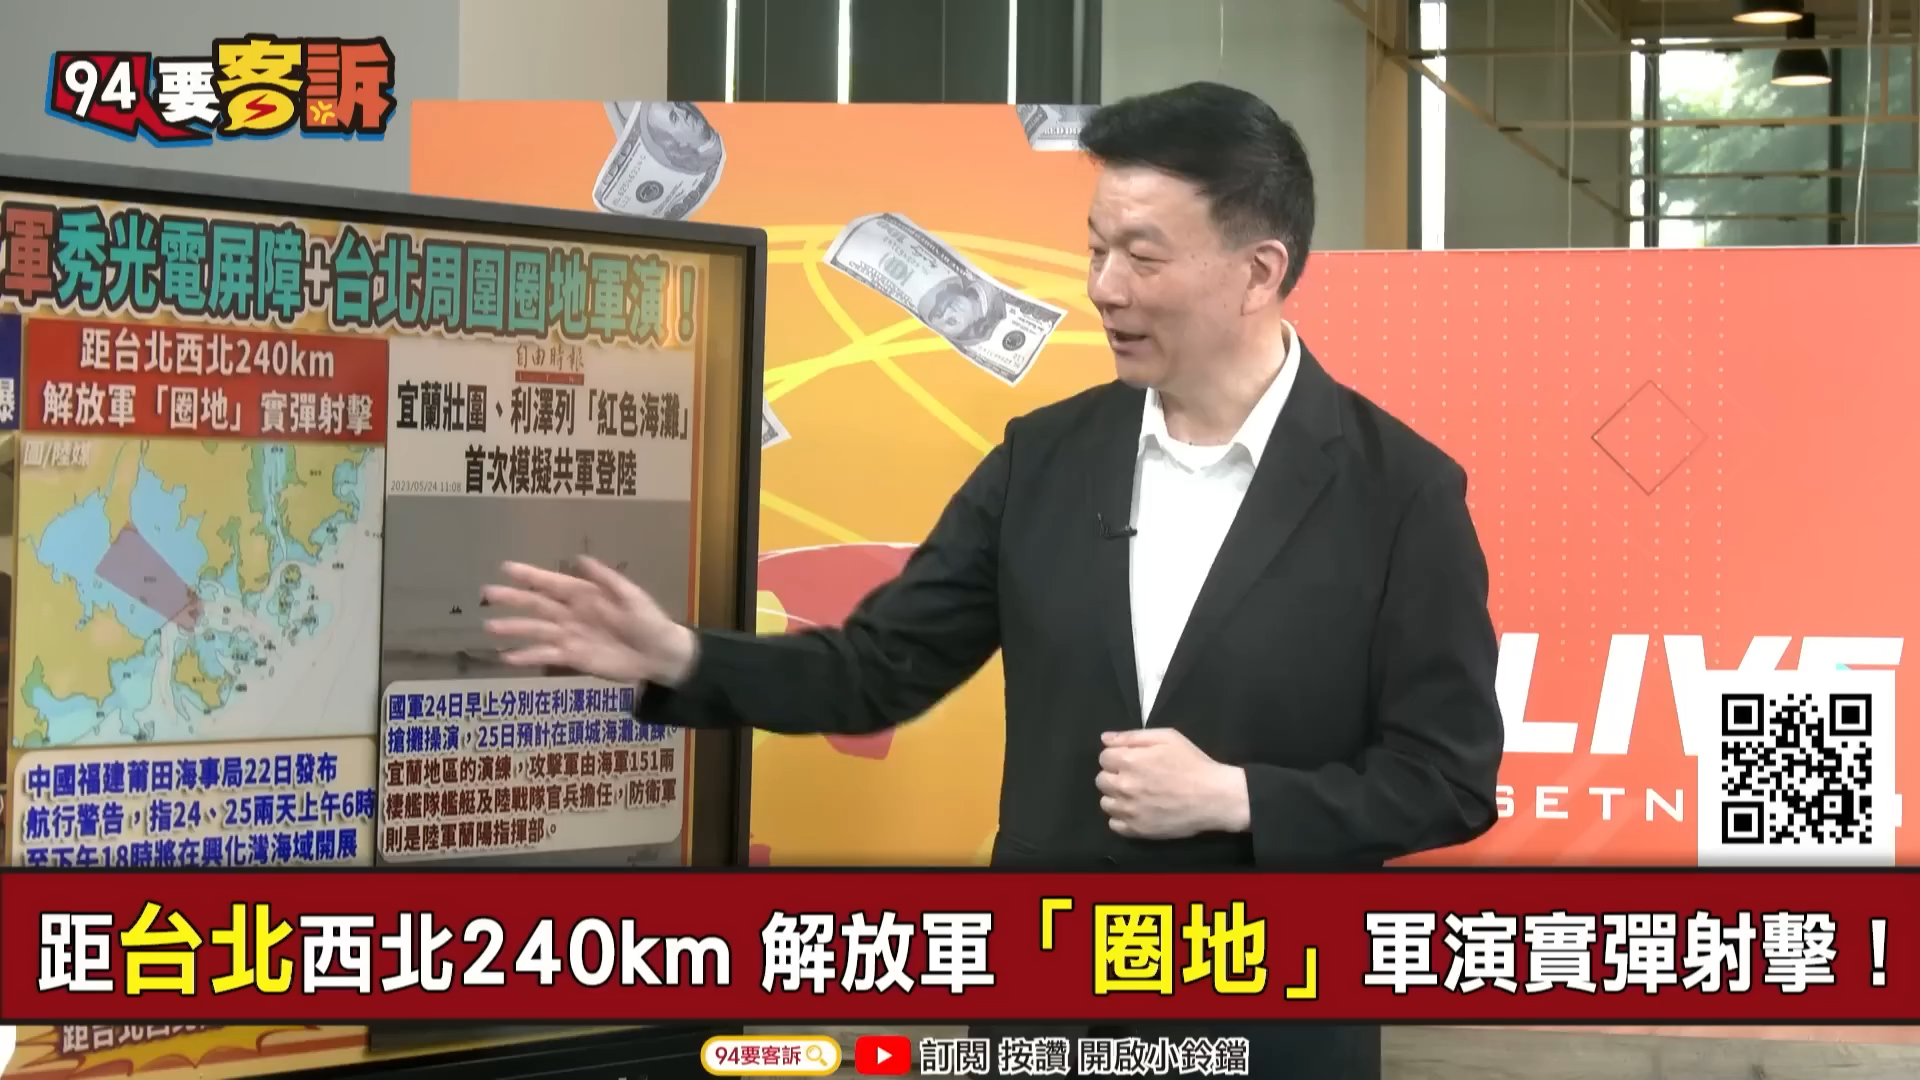 94要客訴
軍秀光電屏障+台北周圍圈地軍演！
距台北西北240km
解放軍「圈地」實彈射擊
爆
圖/陸媒
中國福建莆田海事局22日發布
航行警告，指24、25兩天上午6時
至下午18時將在興化灣海域開展
自由時報
LTN
宜蘭壯圍、利澤列「紅色海灘」
首次模擬共軍登陸
2023/05/24 11:08
國軍24日早上分別在利澤和壯圍
搶灘操演，25日預計在頭城海灘演練。
宜蘭地區的演練，攻擊軍由海軍151兩
棲艦隊艦艇及陸戰隊官兵擔任，防衛軍
則是陸軍蘭陽指揮部。
LIVE
SETN
距台北西北240km 解放軍「圈地」軍演實彈射擊！
距台北西北
94要客訴
訂閱 按讚 開啟小鈴鐺